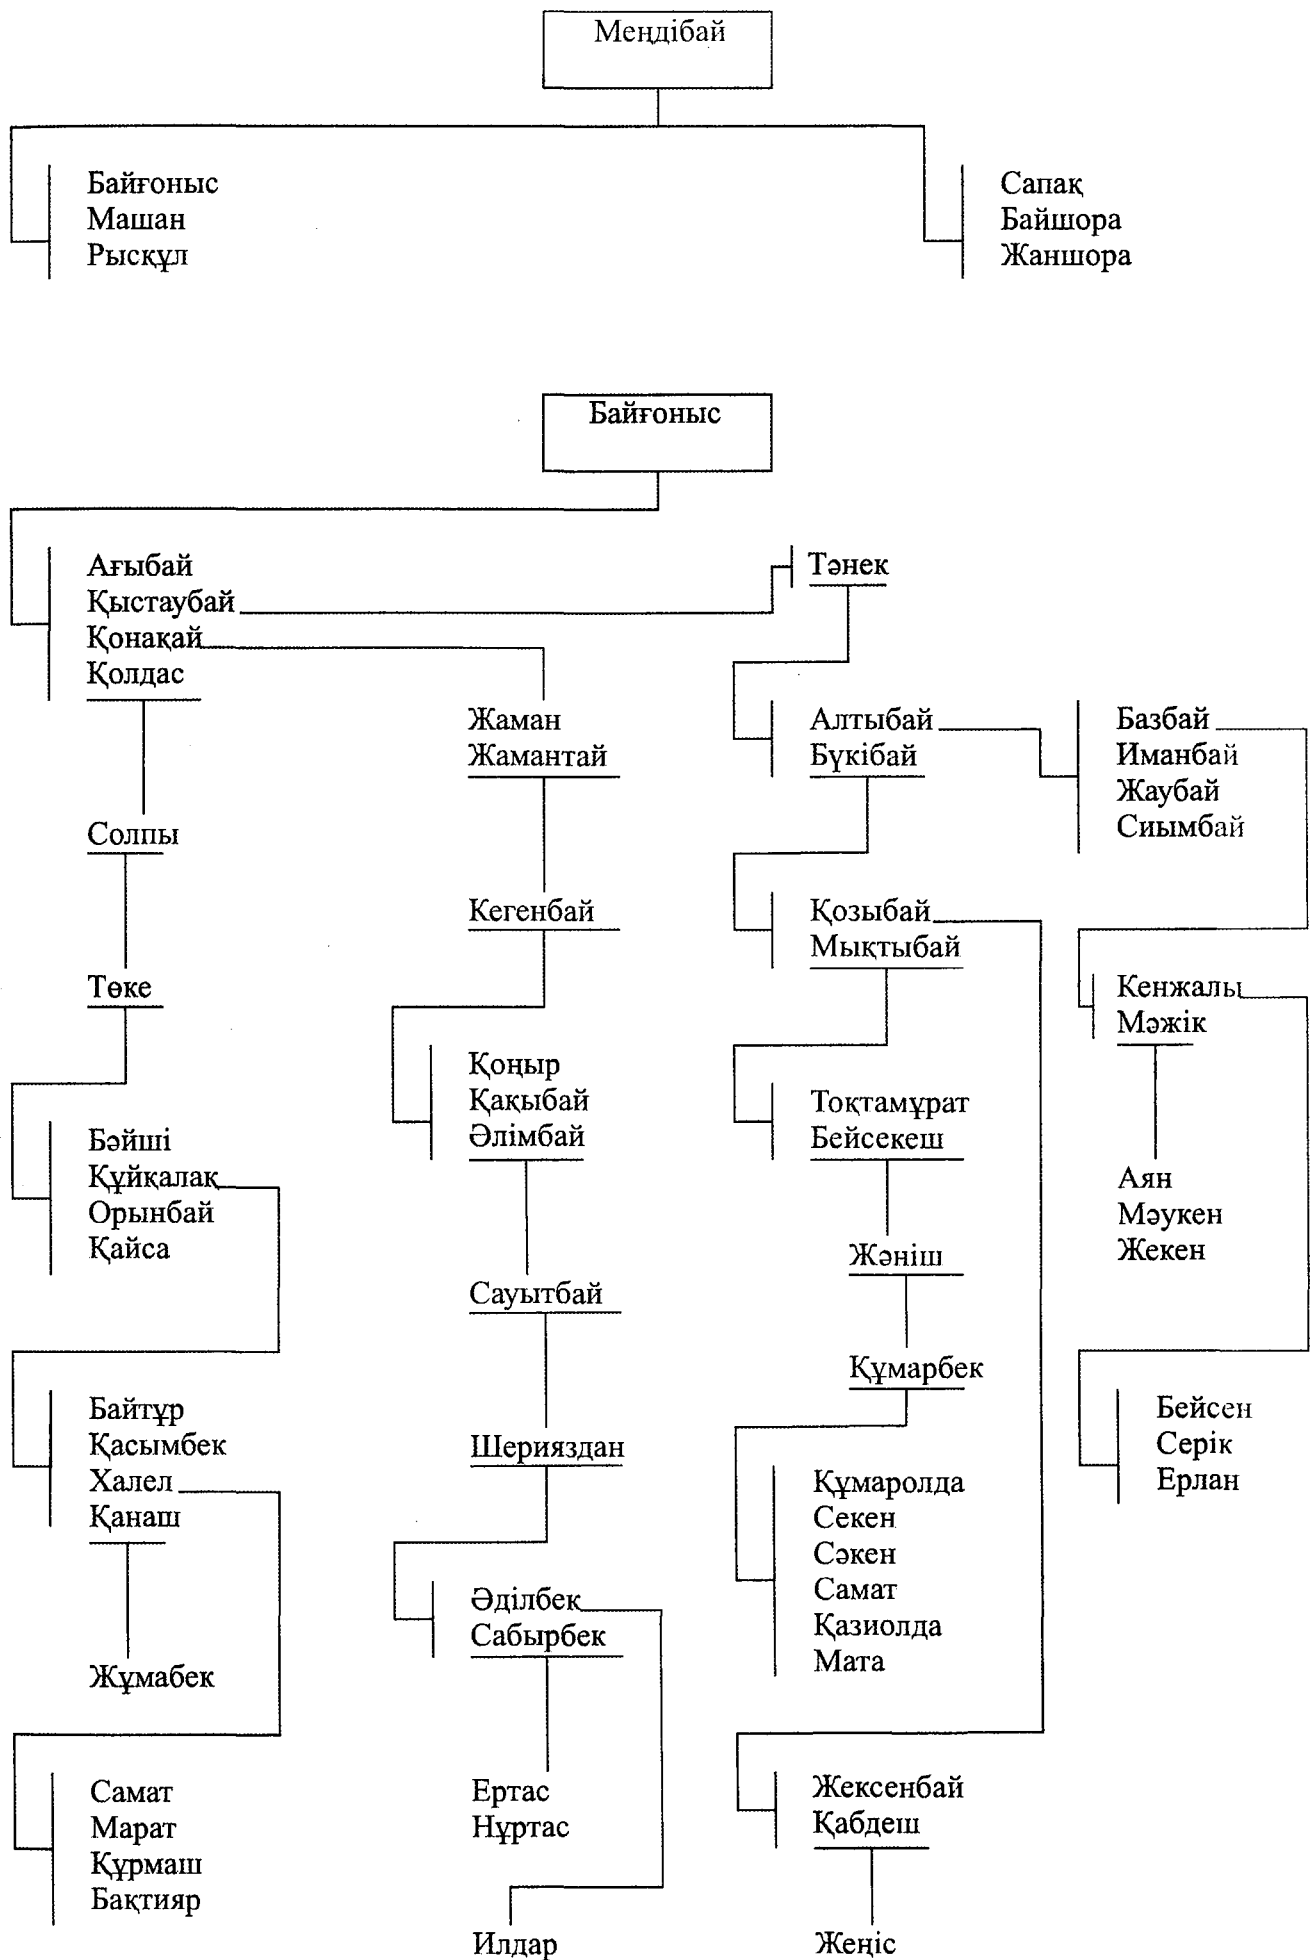 Меңдібай
Байғоныс
Машан
Рысқұл
Сапақ
Байшора
Жаншора
Байғоныс
Ағыбай
Қыстаубай
Қонақай
Қолдас
Тәнек
Жаман
Жамантай
Алтыбай
Бүкібай
Базбай
Иманбай
Жаубай
Сиымбай
Солпы
Кегенбай
Қозыбай
Мықтыбай
Төке
Кенжалы
Мәжік
Қоңыр
Қақыбай
Әлімбай
Тоқтамұрат
Бейсекеш
Бәйші
Құйқалақ
Орынбай
Қайса
Аян
Мәукен
Жекен
Жәніш
Сауытбай
Құмарбек
Байтұр
Қасымбек
Халел
Қанаш
Шерияздан
Бейсен
Серік
Ерлан
Құмаролда
Секен
Сәкен
Самат
Қазиолда
Мата
Әділбек
Сабырбек
Жұмабек
Самат
Марат
Құрмаш
Бақтияр
Ертас
Нұртас
Жексенбай
Қабдеш
Илдар
Жеңіс